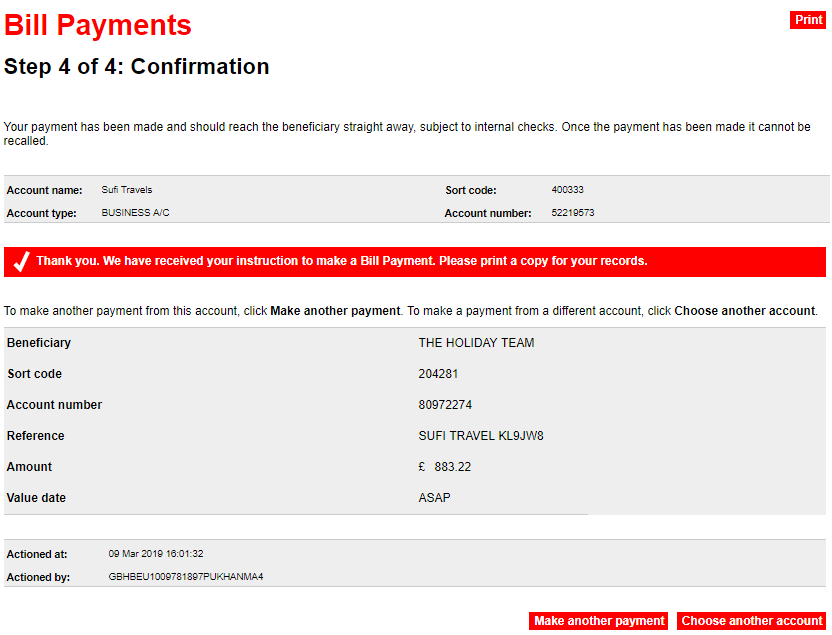 Bill Payments
Print
Step 4 of 4: Confirmation
Your payment has been made and should reach the beneficiary straight away, subject to internal checks. Once the payment has been made it cannot be
recalled.
Account name: Sufi Travels Sort code: 400333
Account type: BUSINESS A/C Account number: 52219573
Thank you. We have received your instruction to make a Bill Payment. Please print a copy for your records.
To make another payment from this account, click Make another payment. To make a payment from a different account, click Choose another account.
Beneficiary THE HOLIDAY TEAM
Sort code 204281
Account number 80972274
Reference SUFI TRAVEL KL9JW8
Amount £ 883.22
Value date ASAP
Actioned at: 09 Mar 2019 16:01:32
Actioned by: GBHBEU1009781897PUKHANMA4
Make another payment Choose another account